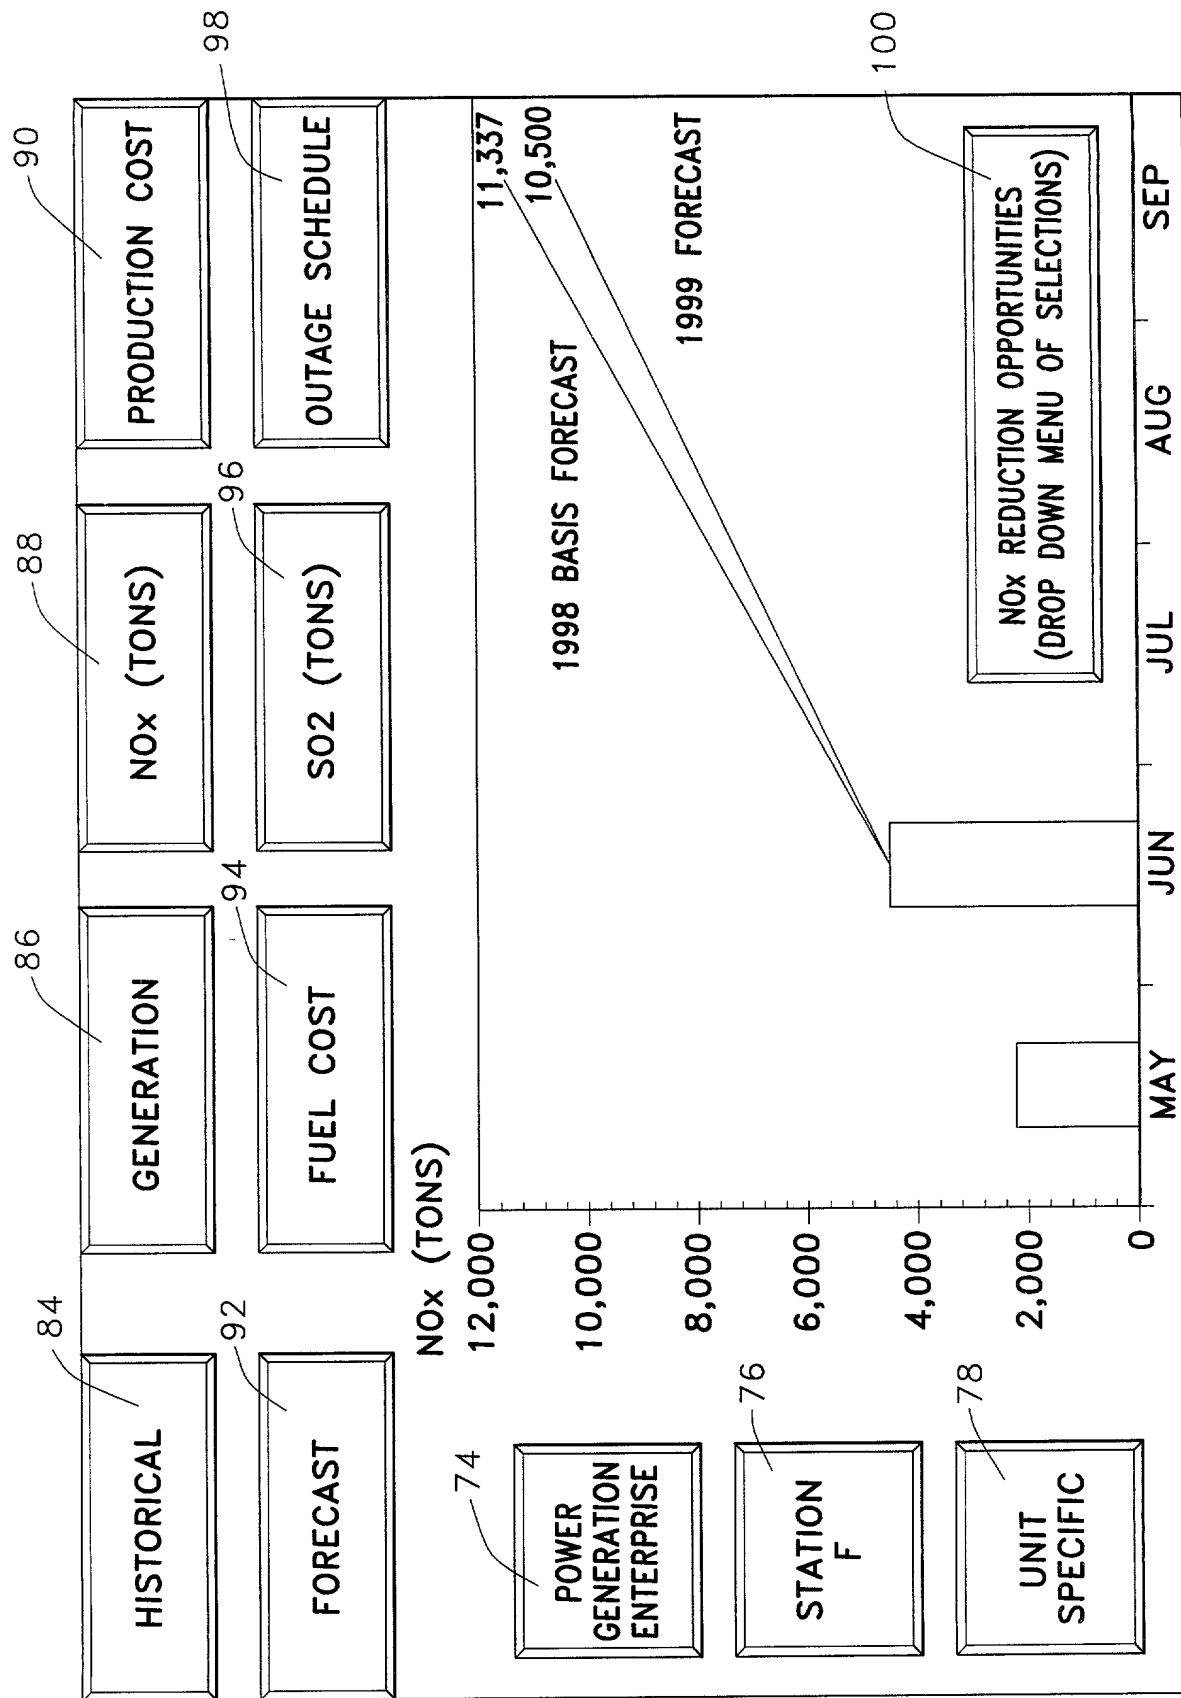 84
86
88
90
HISTORICAL
GENERATION
NOx (TONS)
PRODUCTION COST
92
94
96
98
FORECAST
FUEL COST
SO2 (TONS)
OUTAGE SCHEDULE
NOx (TONS)
12,000
10,000
8,000
6,000
4,000
2,000
0
11,337
10,500
1998 BASIS FORECAST
1999 FORECAST
74
POWER
GENERATION
ENTERPRISE
76
STATION
F
78
UNIT
SPECIFIC
100
NOx REDUCTION OPPORTUNITIES
(DROP DOWN MENU OF SELECTIONS)
MAY
JUN
JUL
AUG
SEP